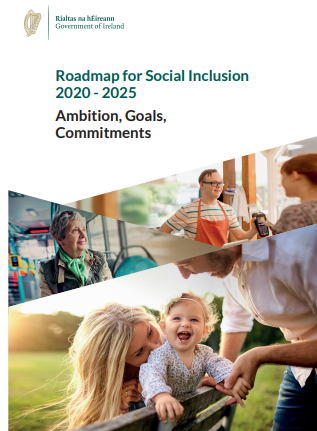 Rialtas na hÉireann
Government of Ireland
Roadmap for Social Inclusion
2020 - 2025
Ambition, Goals,
Commitments